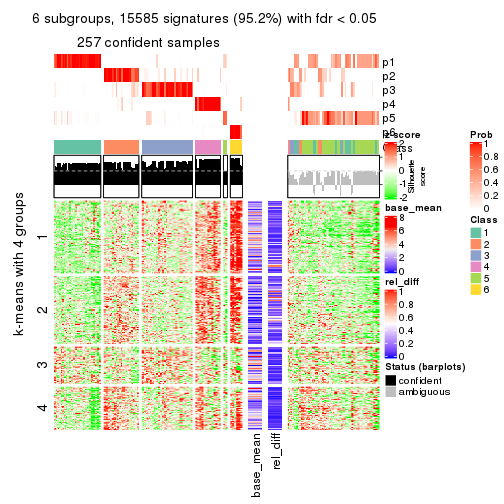 6 subgroups, 15585 signatures (95.2%) with fdr < 0.05
257 confident samples
p1
p2
p3
p4
p5
p6
Class
z-score
2
1
0
-1
-2
Silhouette
score
Prob
1
0.8
0.6
0.4
0.2
0
base_mean
8
6
4
2
0
Class
1
2
3
4
5
6
rel_diff
1
0.8
0.6
0.4
0.2
0
Status (barplots)
confident
ambiguous
k-means with 4 groups
1
2
3
4
base_mean
rel_diff